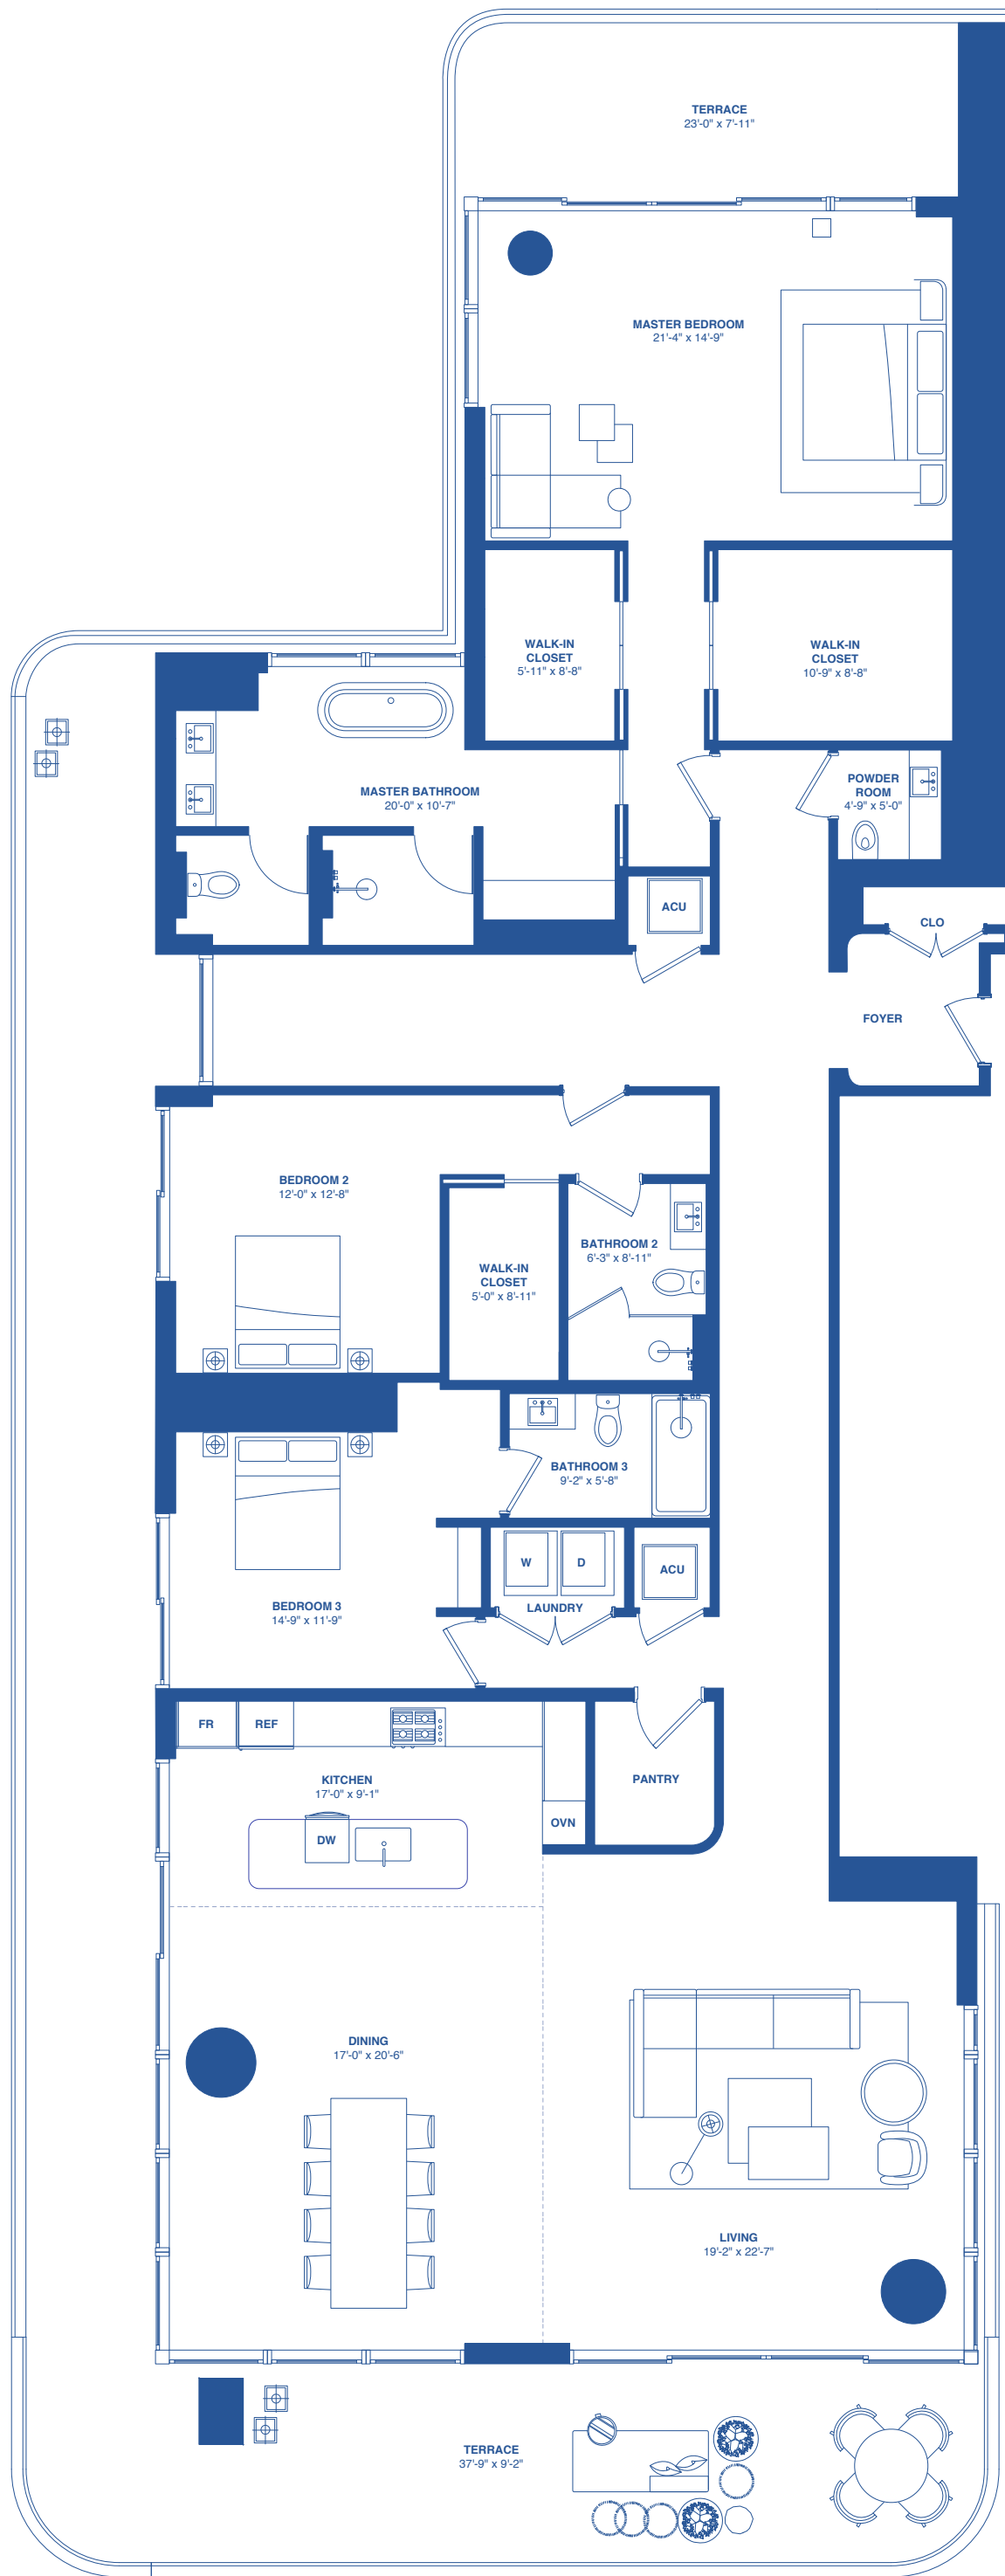 TERRACE
23'-0" x 7'-11"
MASTER BEDROOM
21'-4" x 14'-9"
WALK-IN
CLOSET
5'-11" x 8'-8"
WALK-IN
CLOSET
10'-9" x 8'-8"
MASTER BATHROOM
20'-0" x 10'-7"
POWDER
ROOM
4'-9" x 5'-0"
ACU
CLO
FOYER
BEDROOM 2
12'-0" x 12'-8"
WALK-IN
CLOSET
5'-0" x 8'-11"
BATHROOM 2
6'-3" x 8'-11"
BATHROOM 3
9'-2" x 5'-8"
W
D
ACU
LAUNDRY
BEDROOM 3
14'-9" x 11'-9"
FR
REF
KITCHEN
17'-0" x 9'-1"
PANTRY
OVN
DW
DINING
17'-0" x 20'-6"
LIVING
19'-2" x 22'-7"
TERRACE
37'-9" x 9'-2"